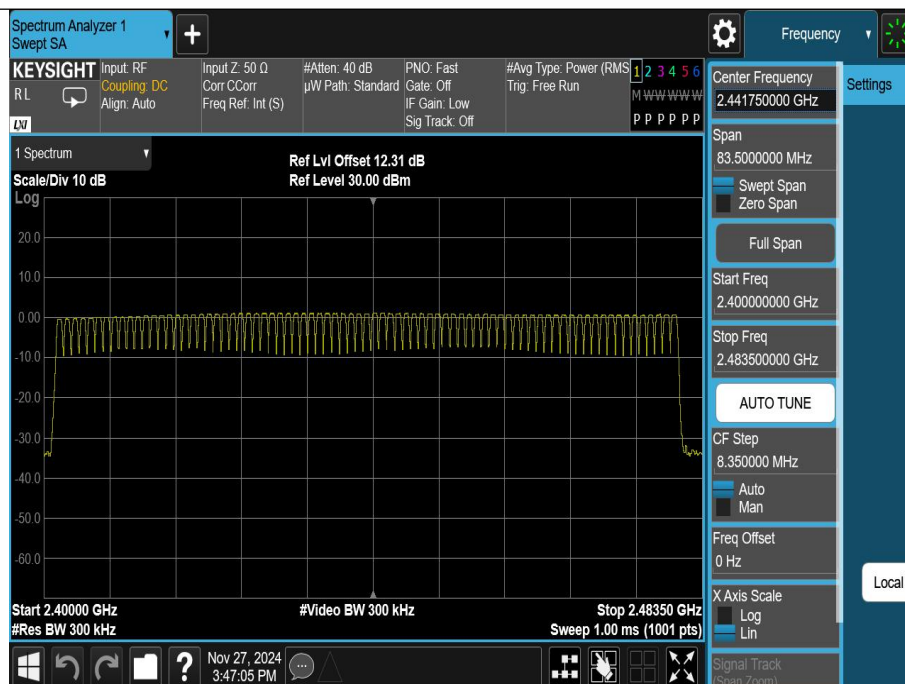 Spectrum Analyzer 1
Swept SA
+
Frequency
KEYSIGHT
RL
LXI
Input: RF
Coupling: DC
Align: Auto
Input Z: 50 Ω
Corr CCorr
Freq Ref: Int (S)
#Atten: 40 dB
µW Path: Standard
PNO: Fast
Gate: Off
IF Gain: Low
Sig Track: Off
#Avg Type: Power (RMS
Trig: Free Run
1 2 3 4 5 6
M W W W W W
P P P P P P
1 Spectrum
Scale/Div 10 dB
Ref Lvl Offset 12.31 dB
Ref Level 30.00 dBm
Log
20.0
10.0
0.00
-10.0
-20.0
-30.0
-40.0
-50.0
-60.0
Start 2.40000 GHz
#Res BW 300 kHz
#Video BW 300 kHz
Stop 2.48350 GHz
Sweep 1.00 ms (1001 pts)
?
Nov 27, 2024
3:47:05 PM
Center Frequency
2.441750000 GHz
Settings
Span
83.5000000 MHz
Swept Span
Zero Span
Full Span
Start Freq
2.400000000 GHz
Stop Freq
2.483500000 GHz
AUTO TUNE
CF Step
8.350000 MHz
Auto
Man
Freq Offset
0 Hz
X Axis Scale
Log
Lin
Local
Signal Track
(Span Zoom)